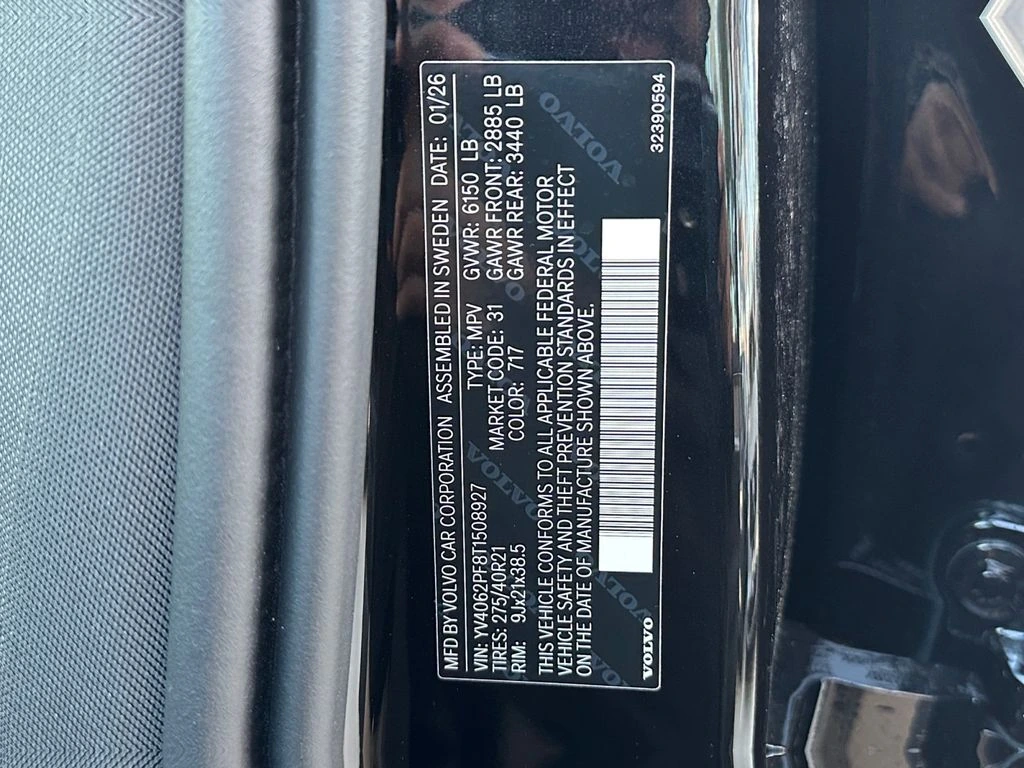 MFD BY VOLVO CAR CORPORATION ASSEMBLED IN SWEDEN DATE: 01/26
VIN: YV4062PF8T1508927 TYPE: MPV GVWR: 6150 LB
TIRES: 275/40R21 MARKET CODE: 31 GAWR FRONT: 2885 LB
RIM: 9Jx21x38.5 COLOR: 717 GAWR REAR: 3440 LB
THIS VEHICLE CONFORMS TO ALL APPLICABLE FEDERAL MOTOR
VEHICLE SAFETY AND THEFT PREVENTION STANDARDS IN EFFECT
ON THE DATE OF MANUFACTURE SHOWN ABOVE.
VOLVO 32390594